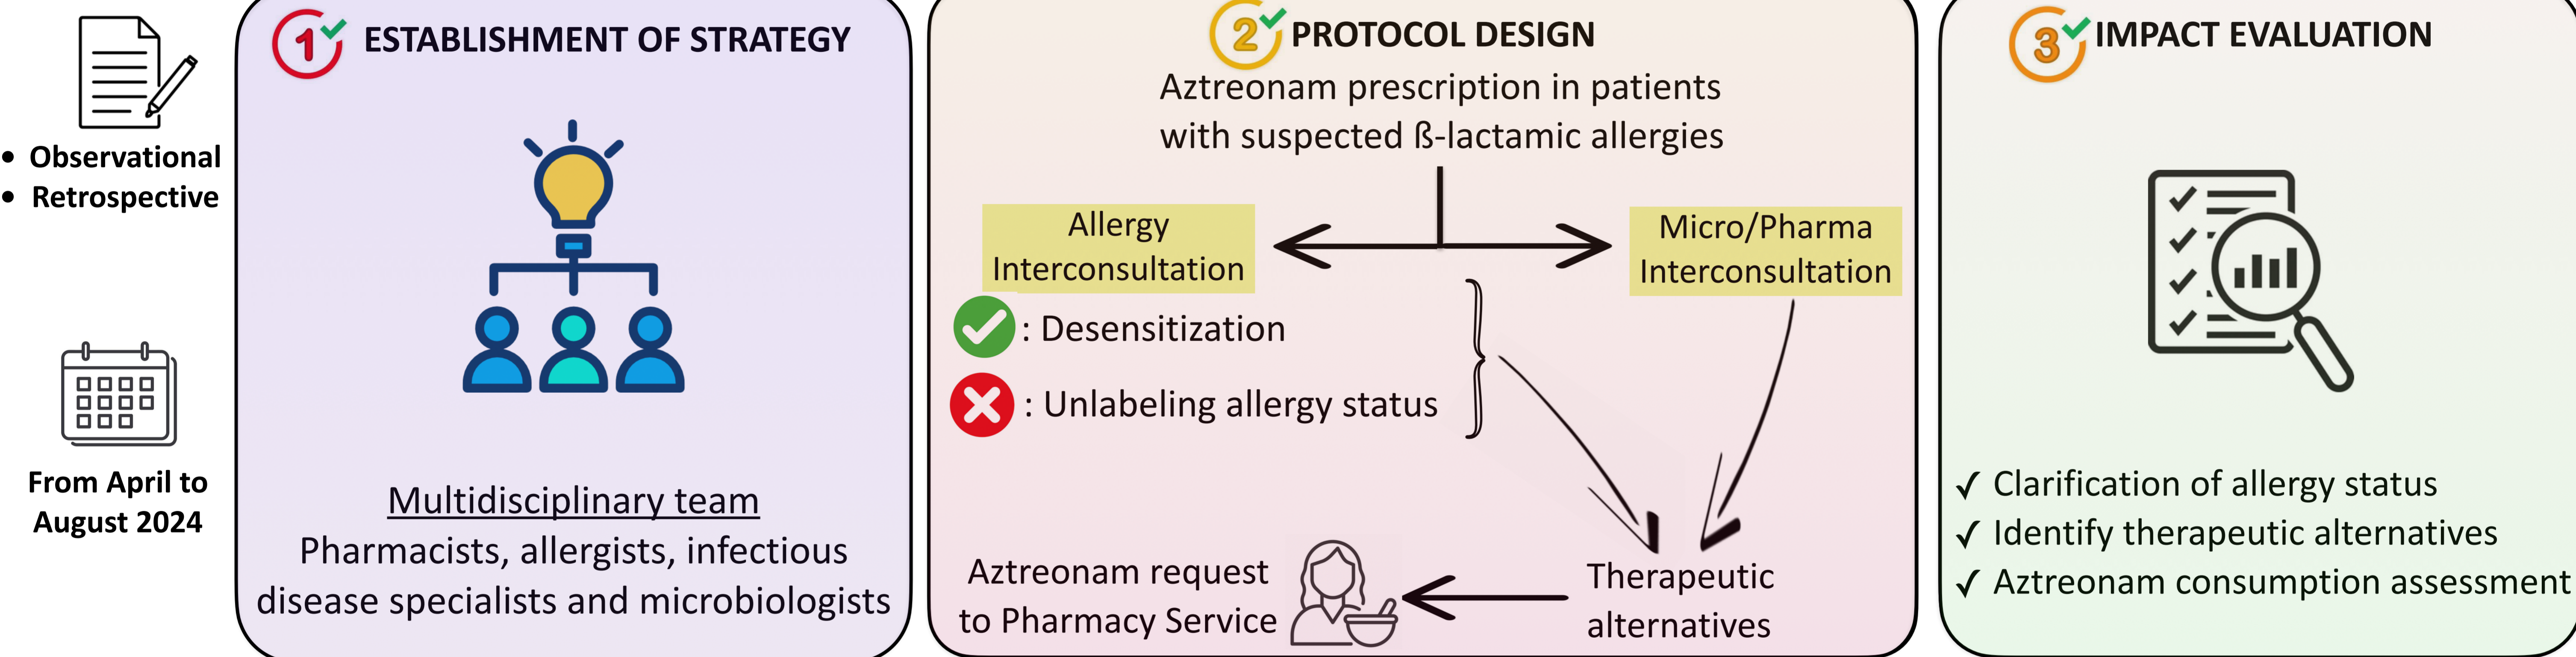 • Observational
• Retrospective
From April to
August 2024
1 ESTABLISHMENT OF STRATEGY
Multidisciplinary team
Pharmacists, allergists, infectious
disease specialists and microbiologists
2 PROTOCOL DESIGN
Aztreonam prescription in patients
with suspected ß-lactamic allergies
Allergy
Interconsultation
: Desensitization
: Unlabeling allergy status
Micro/Pharma
Interconsultation
Therapeutic
alternatives
Aztreonam request
to Pharmacy Service
3 IMPACT EVALUATION
✓ Clarification of allergy status
✓ Identify therapeutic alternatives
✓ Aztreonam consumption assessment